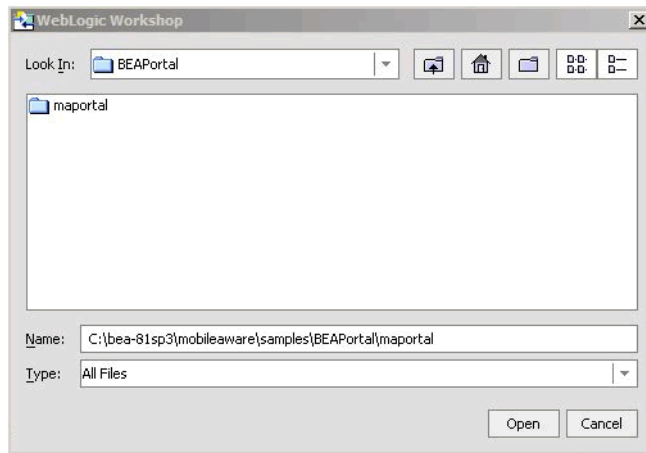 WebLogic Workshop
Look In: BEAPortal
maportal
Name: C:\bea-81sp3\mobileaware\samples\BEAPortal\maportal
Type: All Files
Open Cancel